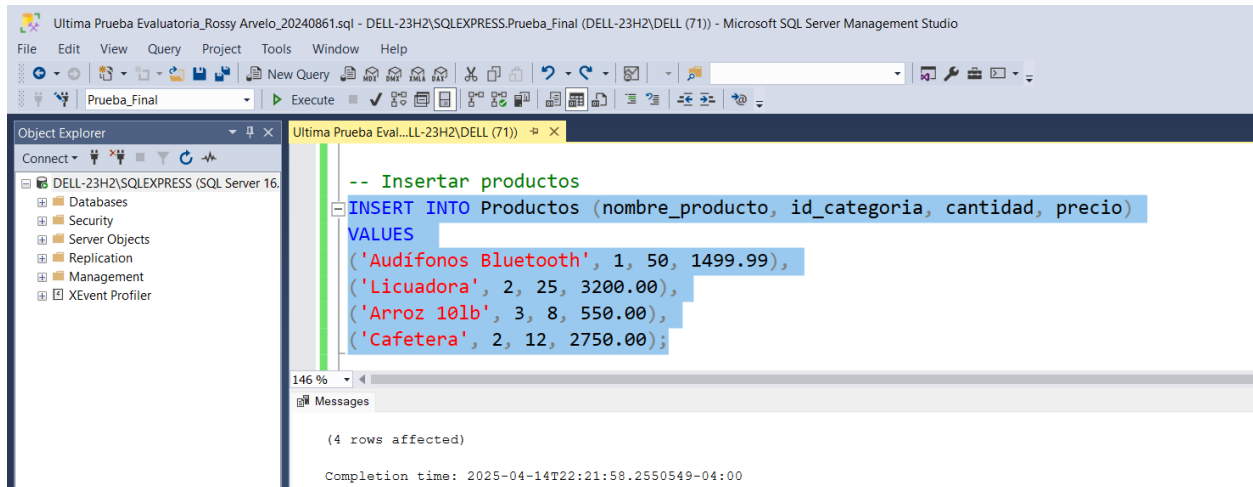 Ultima Prueba Evaluatoria_Rossy Arvelo_20240861.sql - DELL-23H2\SQLEXPRESS.Prueba_Final (DELL-23H2\DELL (71)) - Microsoft SQL Server Management Studio
File Edit View Query Project Tools Window Help
New Query MDX DMX XMLA DAX
Prueba_Final Execute
Object Explorer
Ultima Prueba Eval...LL-23H2\DELL (71))
Connect
DELL-23H2\SQLEXPRESS (SQL Server 16.
Databases
Security
Server Objects
Replication
Management
XEvent Profiler
-- Insertar productos
INSERT INTO Productos (nombre_producto, id_categoria, cantidad, precio)
VALUES
('Audífonos Bluetooth', 1, 50, 1499.99),
('Licuadora', 2, 25, 3200.00),
('Arroz 10lb', 3, 8, 550.00),
('Cafetera', 2, 12, 2750.00);
146 %
Messages
(4 rows affected)
Completion time: 2025-04-14T22:21:58.2550549-04:00